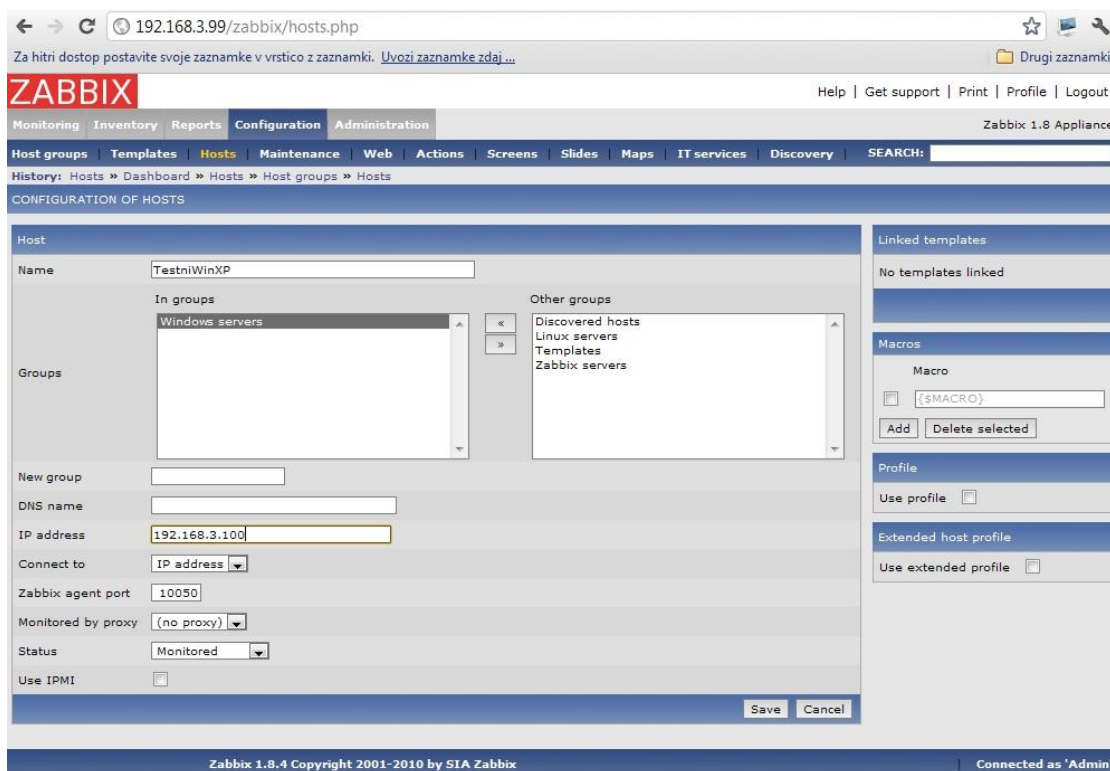 192.168.3.99/zabbix/hosts.php
Za hitri dostop postavite svoje zaznamke v vrstico z zaznamki. Uvozi zaznamke zdaj ...
Drugi zaznamki
ZABBIX
Help | Get support | Print | Profile | Logout
Monitoring Inventory Reports Configuration Administration
Zabbix 1.8 Appliance
Host groups | Templates | Hosts | Maintenance | Web | Actions | Screens | Slides | Maps | IT services | Discovery |
SEARCH:
History: Hosts » Dashboard » Hosts » Host groups » Hosts
CONFIGURATION OF HOSTS
Host
Name
TestniWinXP
Groups
In groups
Windows servers
«
»
Other groups
Discovered hosts
Linux servers
Templates
Zabbix servers
New group
DNS name
IP address
192.168.3.100
Connect to
IP address
Zabbix agent port
10050
Monitored by proxy
(no proxy)
Status
Monitored
Use IPMI
Save
Cancel
Linked templates
No templates linked
Macros
Macro
{$MACRO}
Add
Delete selected
Profile
Use profile
Extended host profile
Use extended profile
Zabbix 1.8.4 Copyright 2001-2010 by SIA Zabbix
Connected as 'Admin